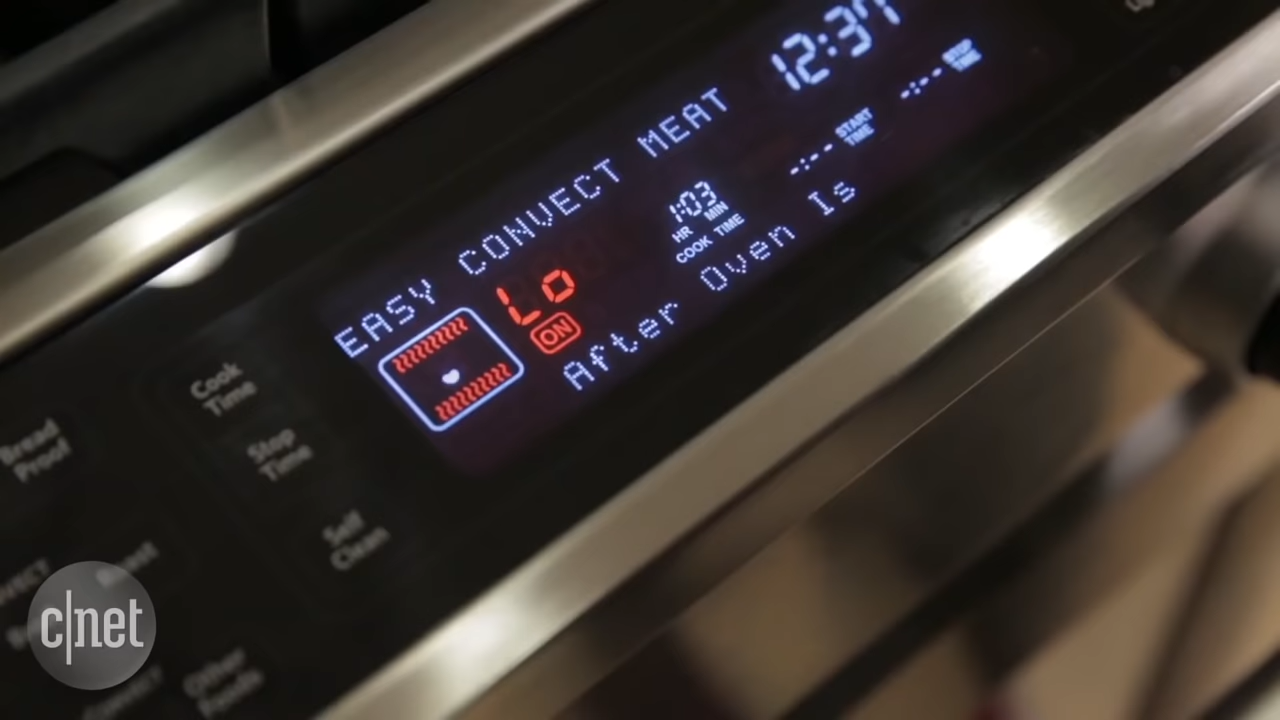 EASY CONVECT MEAT
12:37
Lo
ON
1:03
HR MIN
COOK TIME
-:-- START TIME
-:-- STOP TIME
After Oven Is
Cook
Time
Stop
Time
Self
Clean
Bread
Proof
Roast
Other
Foods
c|net